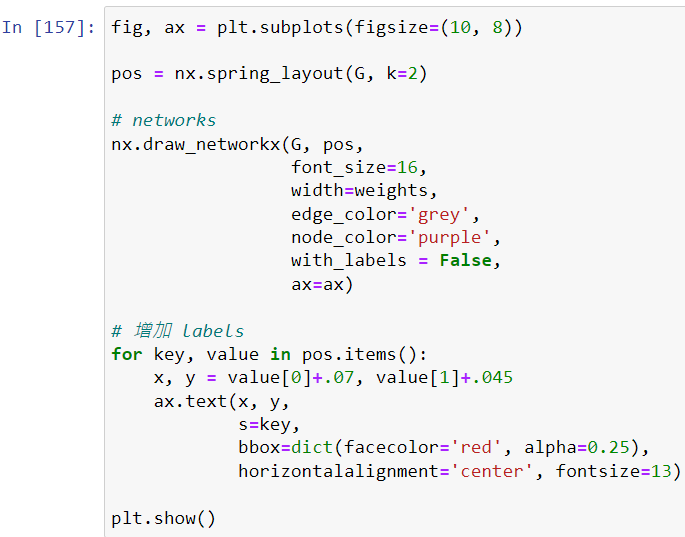 In [157]: fig, ax = plt.subplots(figsize=(10, 8))
pos = nx.spring_layout(G, k=2)
# networks
nx.draw_networkx(G, pos,
font_size=16,
width=weights,
edge_color='grey',
node_color='purple',
with_labels = False,
ax=ax)
# 增加 labels
for key, value in pos.items():
x, y = value[0]+.07, value[1]+.045
ax.text(x, y,
s=key,
bbox=dict(facecolor='red', alpha=0.25),
horizontalalignment='center', fontsize=13)
plt.show()